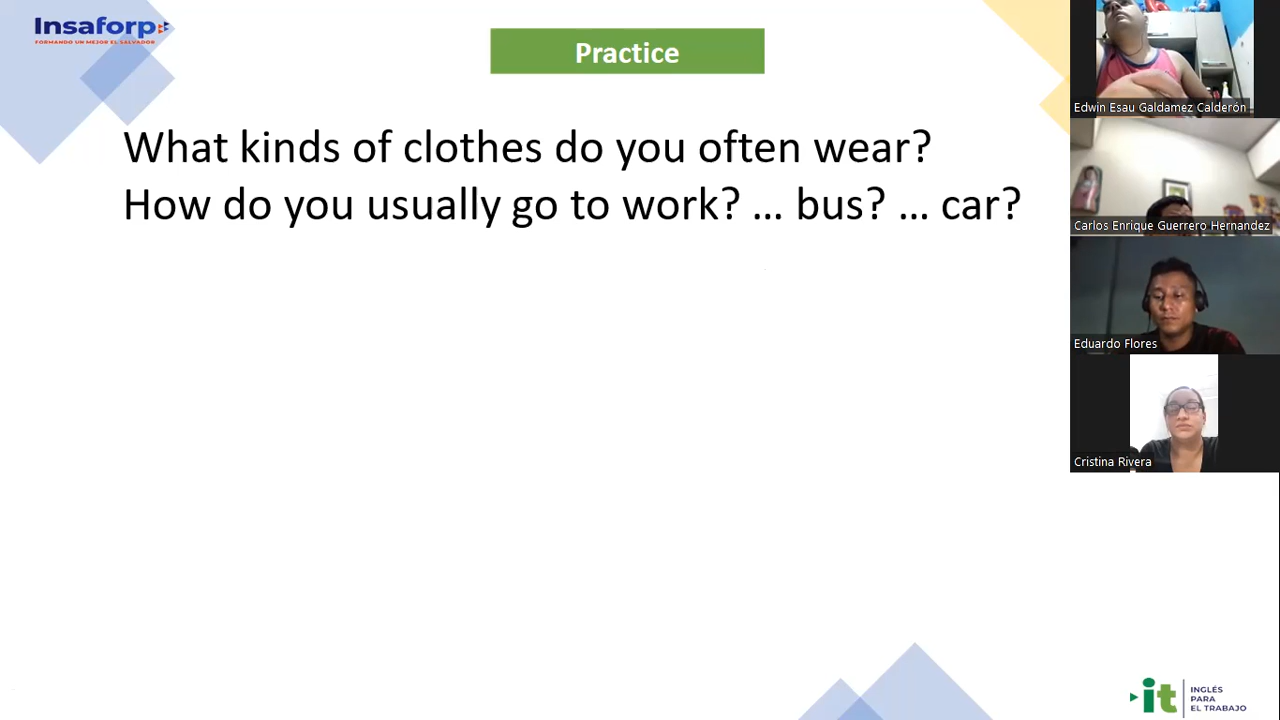 Insaforp
FORMANDO UN MEJOR EL SALVADOR
Practice
What kinds of clothes do you often wear?
How do you usually go to work? ... bus? ... car?
Edwin Esau Galdamez Calderón
Carlos Enrique Guerrero Hernandez
Eduardo Flores
Cristina Rivera
it
INGLÉS
PARA
EL TRABAJO